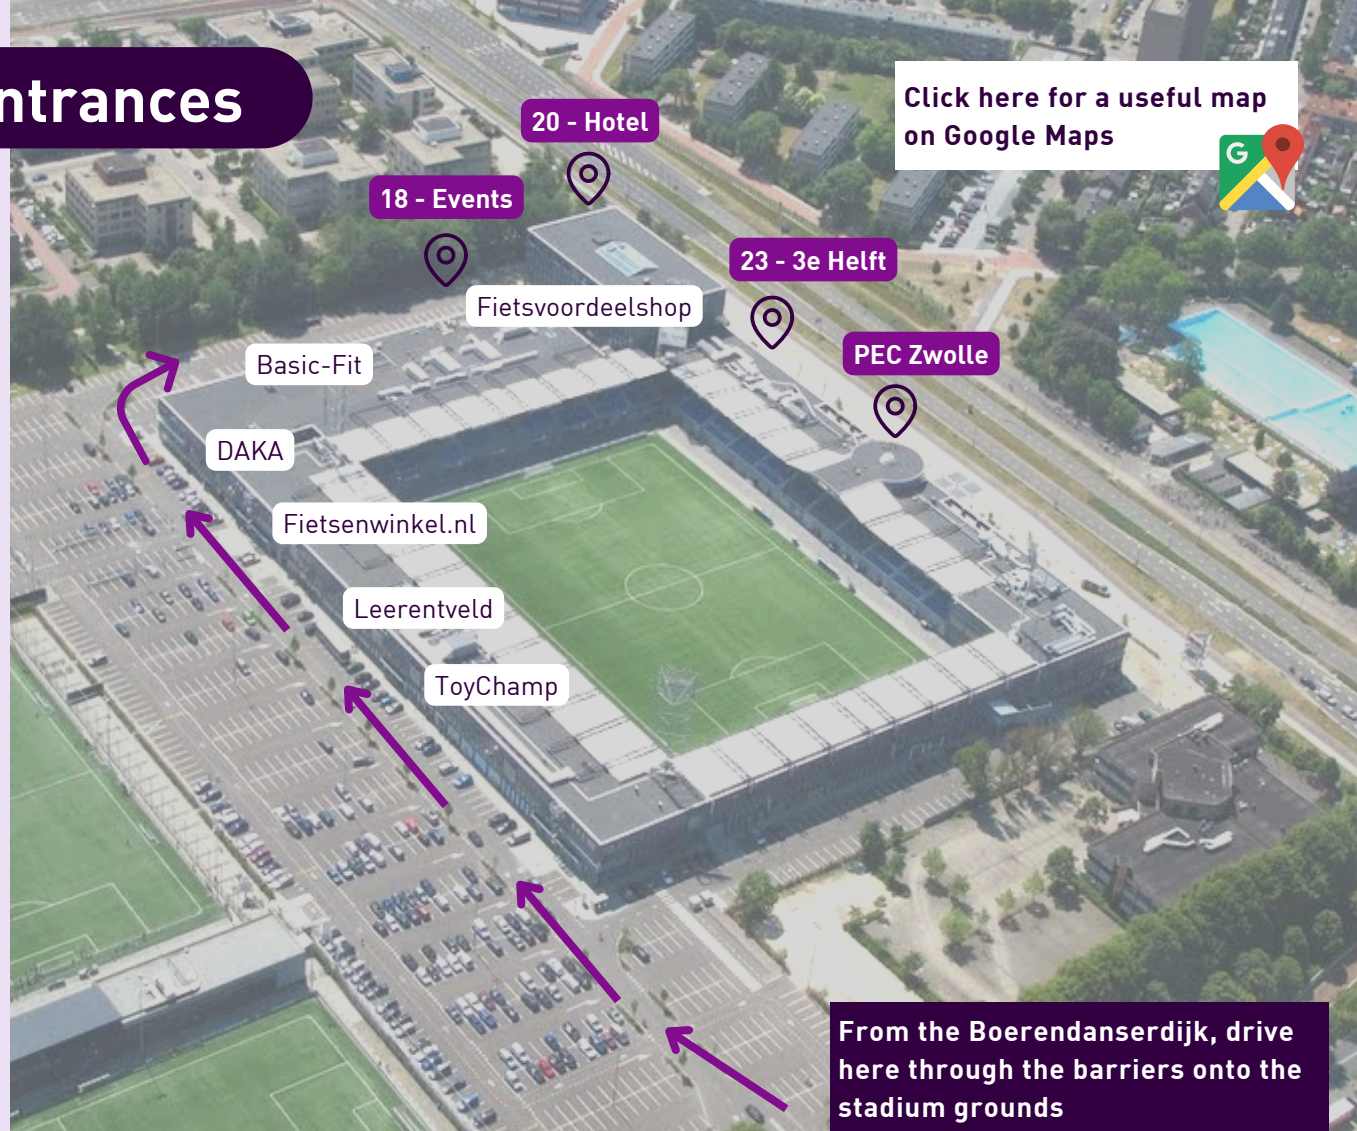 ntrances
Click here for a useful map
on Google Maps
G
20 - Hotel
18 - Events
23 - 3e Helft
Fietsvoordeelshop
PEC Zwolle
Basic-Fit
DAKA
Fietsenwinkel.nl
Leerentveld
ToyChamp
From the Boerendanserdijk, drive
here through the barriers onto the
stadium grounds